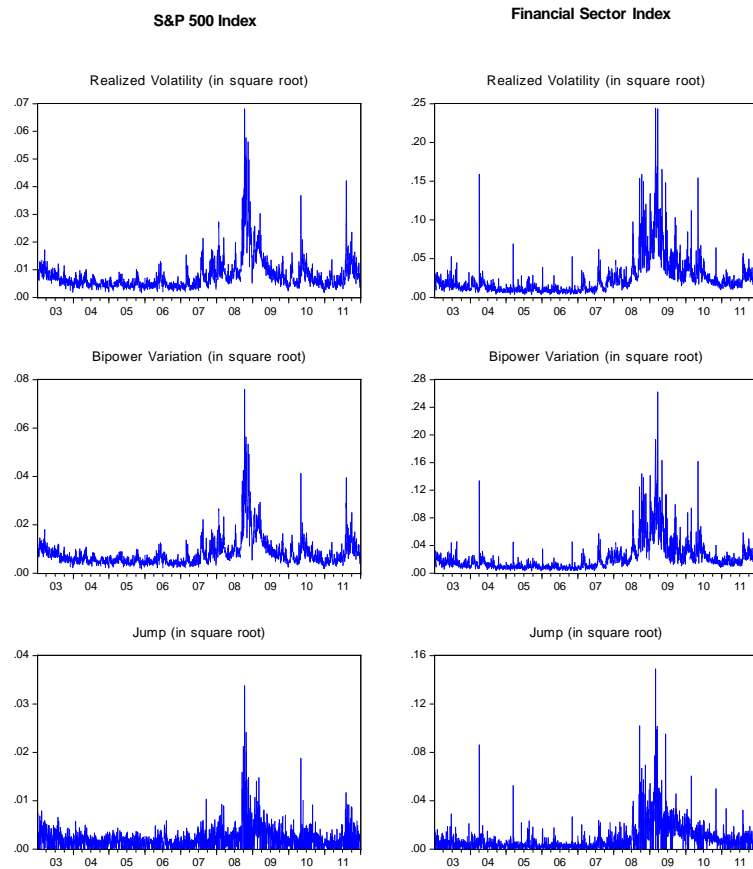 S&P 500 Index
Financial Sector Index
Realized Volatility (in square root)
.07
.06
.05
.04
.03
.02
.01
.00
03 04 05 06 07 08 09 10 11
Realized Volatility (in square root)
.25
.20
.15
.10
.05
.00
03 04 05 06 07 08 09 10 11
Bipower Variation (in square root)
.08
.06
.04
.02
.00
03 04 05 06 07 08 09 10 11
Bipower Variation (in square root)
.28
.24
.20
.16
.12
.08
.04
.00
03 04 05 06 07 08 09 10 11
Jump (in square root)
.04
.03
.02
.01
.00
03 04 05 06 07 08 09 10 11
Jump (in square root)
.16
.12
.08
.04
.00
03 04 05 06 07 08 09 10 11